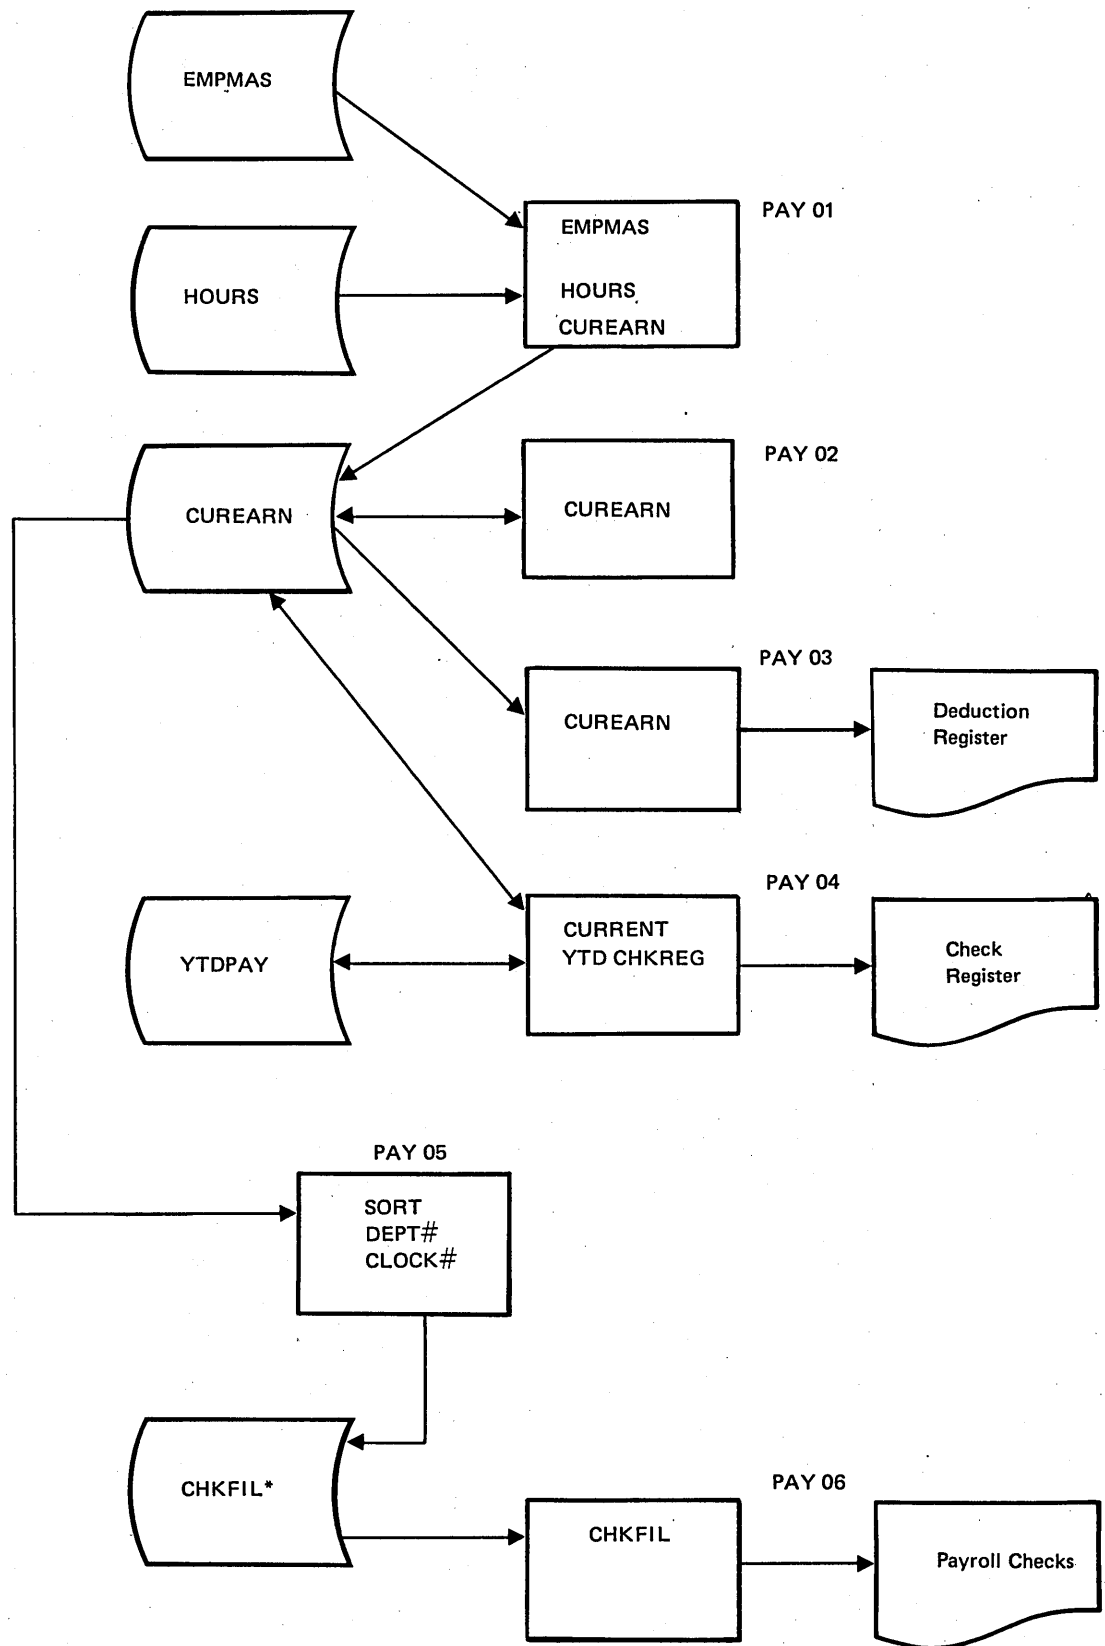 EMPMAS
PAY 01
EMPMAS
HOURS
CUREARN
HOURS
PAY 02
CUREARN
CUREARN
PAY 03
CUREARN
Deduction
Register
PAY 04
YTDPAY
CURRENT
YTD CHKREG
Check
Register
PAY 05
SORT
DEPT#
CLOCK#
CHKFIL*
PAY 06
CHKFIL
Payroll Checks